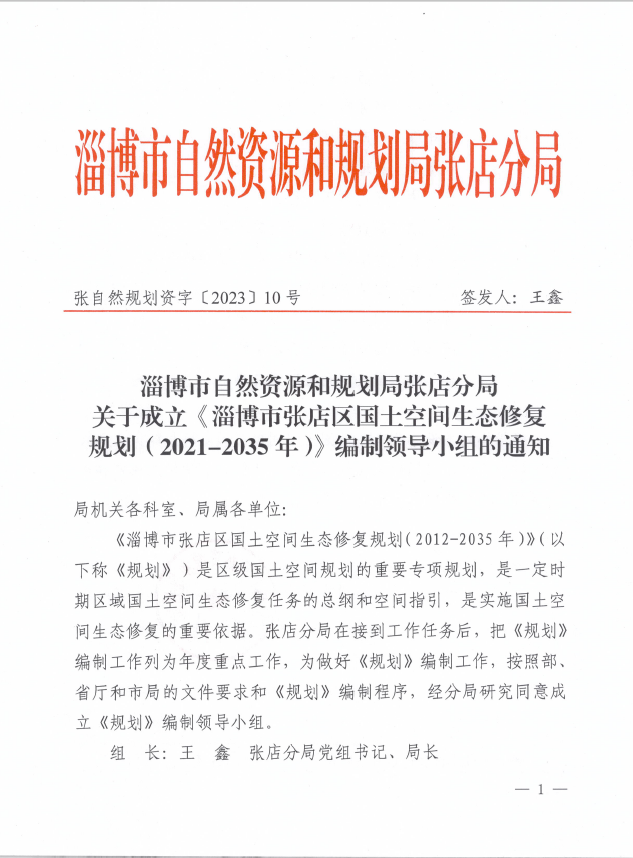 淄博市自然资源和规划局张店分局
张自然规划资字〔2023〕10号
签发人：王鑫
淄博市自然资源和规划局张店分局
关于成立《淄博市张店区国土空间生态修复
规划（2021-2035年）》编制领导小组的通知
局机关各科室、局属各单位：
《淄博市张店区国土空间生态修复规划（2012-2035年）》（以
下称《规划》）是区级国土空间规划的重要专项规划，是一定时
期区域国土空间生态修复任务的总纲和空间指引，是实施国土空
间生态修复的重要依据。张店分局在接到工作任务后，把《规划》
编制工作列为年度重点工作，为做好《规划》编制工作，按照部、
省厅和市局的文件要求和《规划》编制程序，经分局研究同意成
立《规划》编制领导小组。
组 长：王 鑫 张店分局党组书记、局长
— 1 —